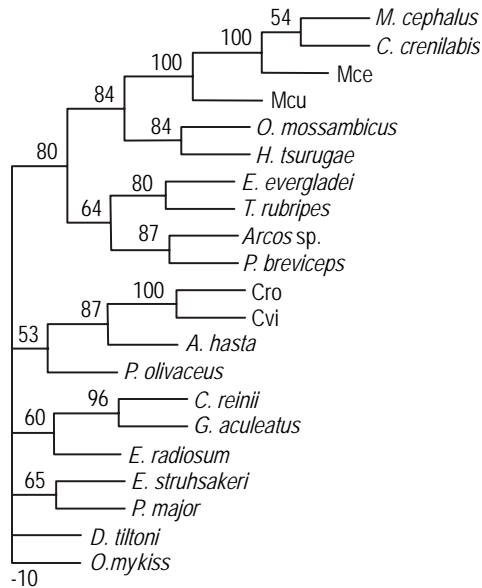 54
M. cephalus
100
C. crenilabis
100
Mce
84
Mcu
84
O. mossambicus
80
H. tsurugae
80
E. evergladei
64
T. rubripes
87
Arcos sp.
P. breviceps
100
Cro
87
Cvi
53
A. hasta
P. olivaceus
96
C. reinii
60
G. aculeatus
E. radiosum
65
E. struhsakeri
P. major
D. tiltoni
O.mykiss
-10